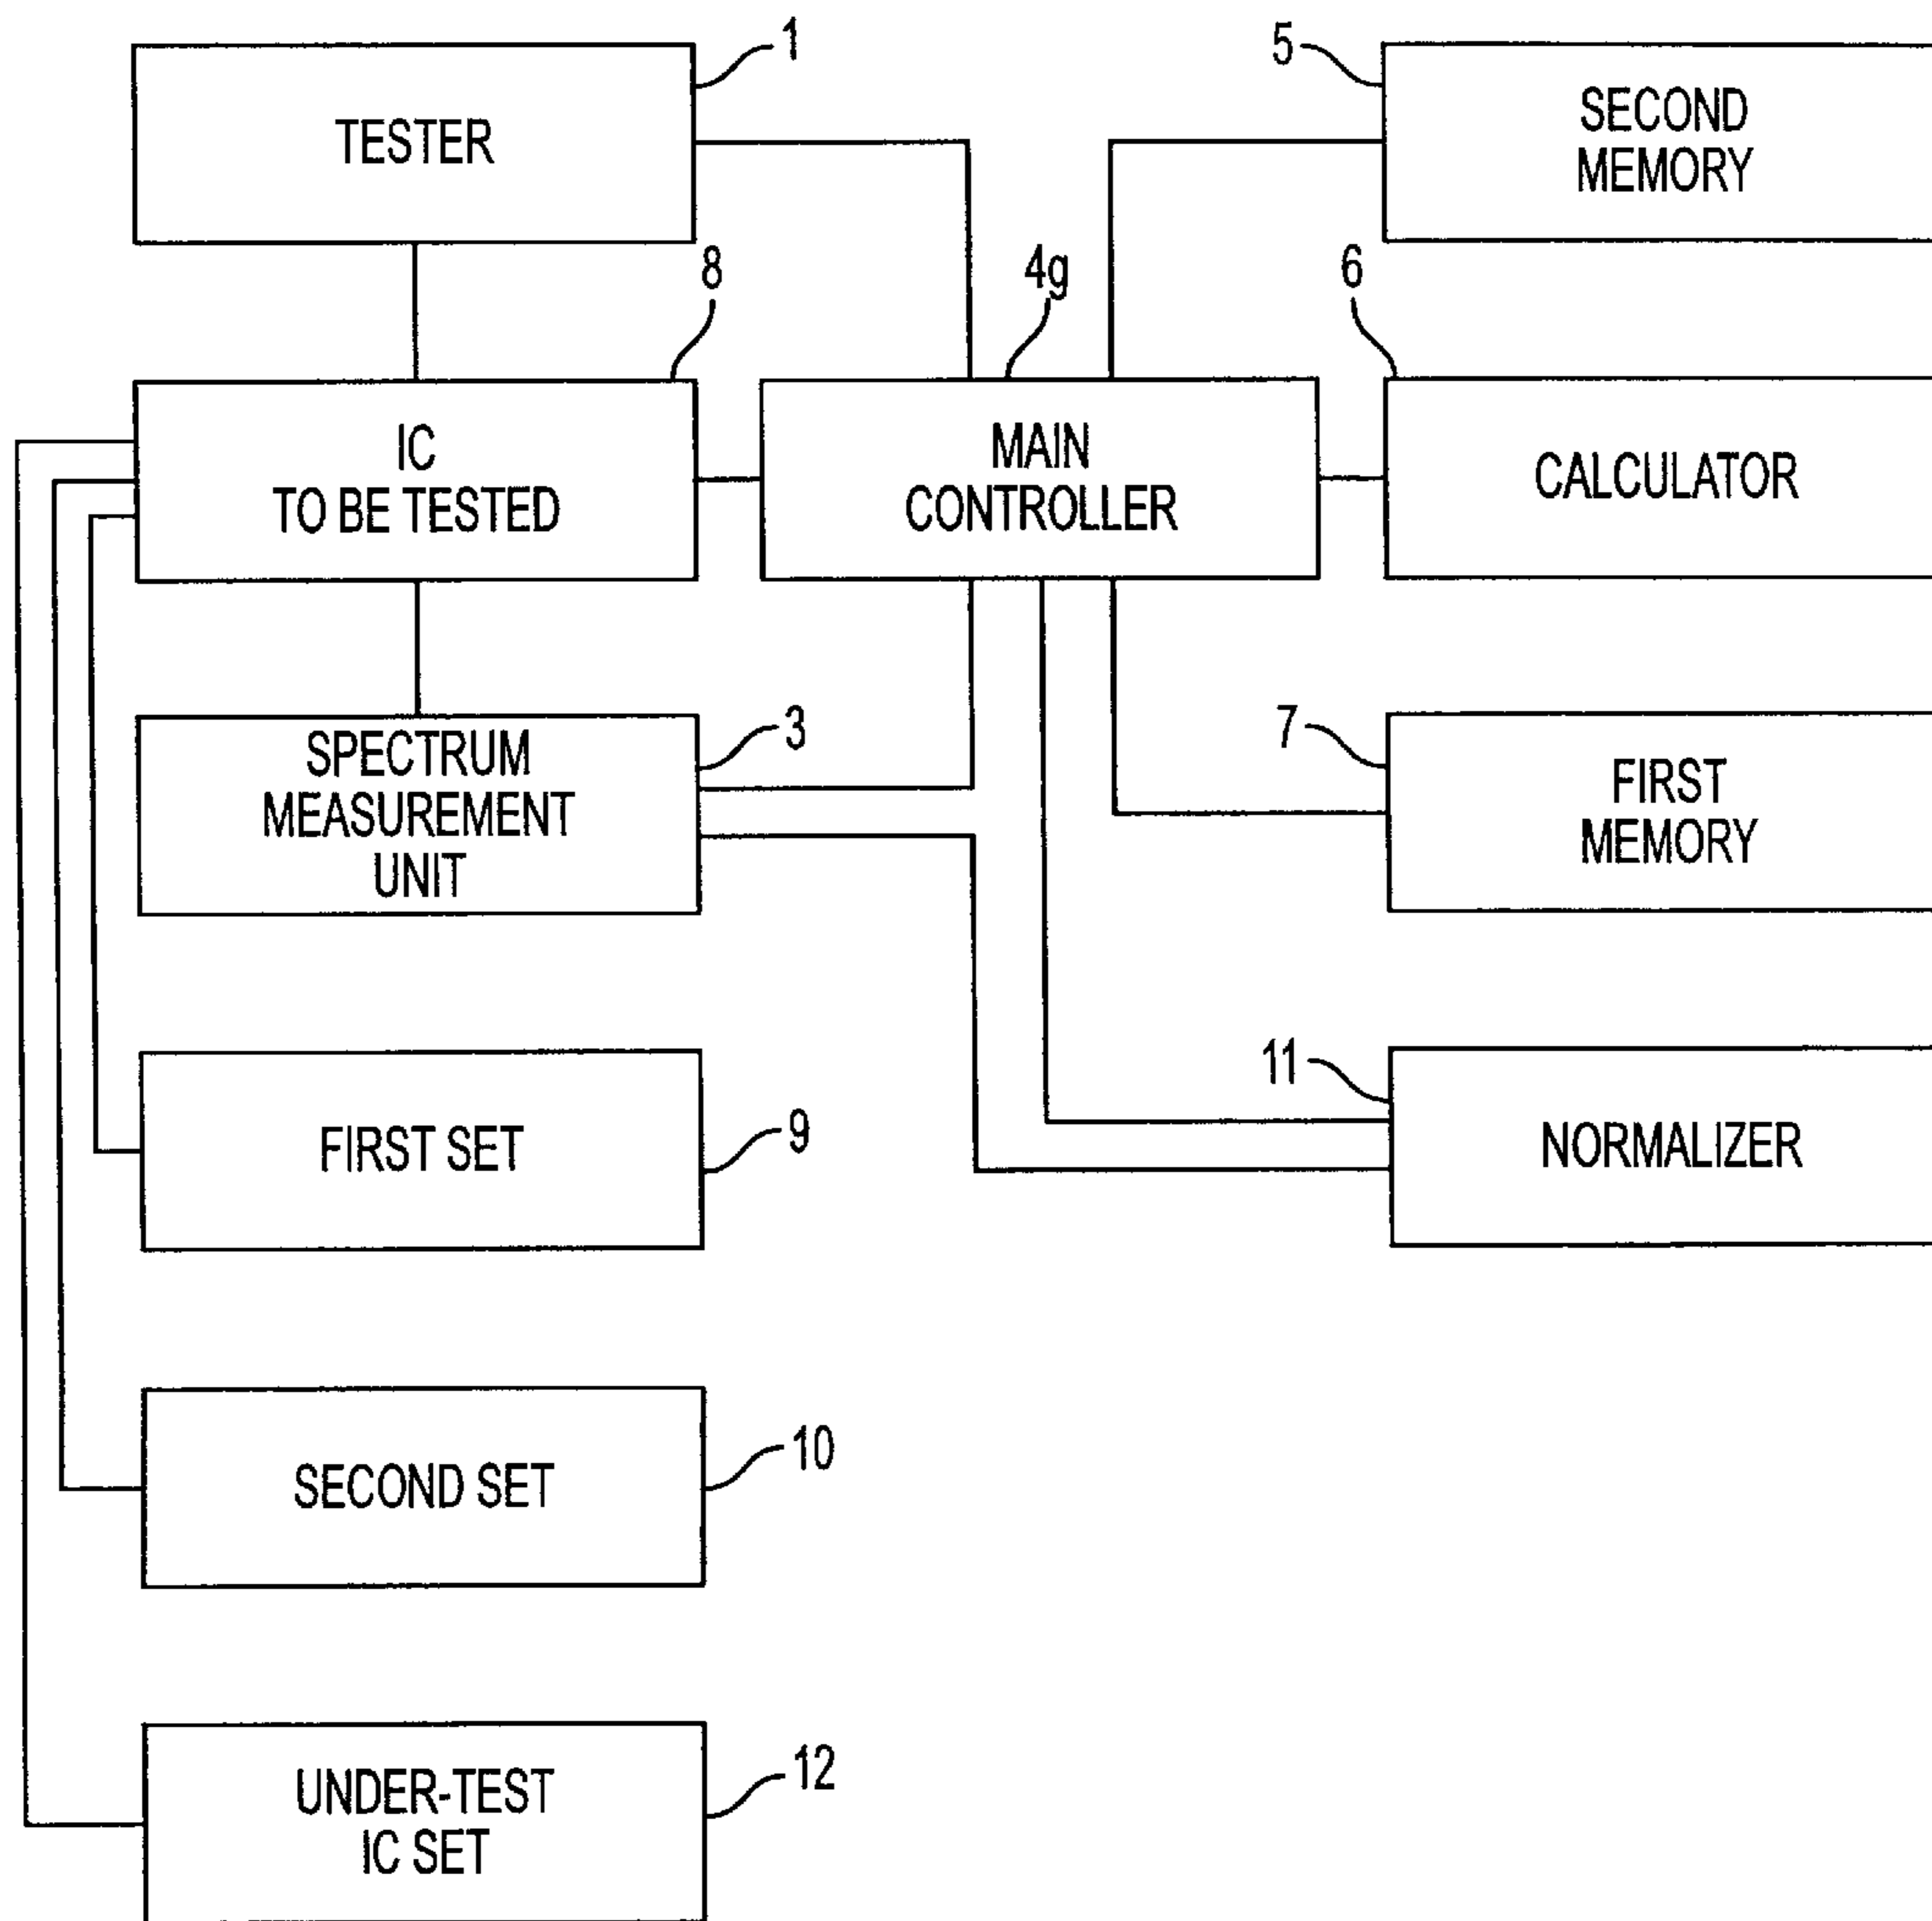 1
TESTER
5
SECOND
MEMORY
8
IC
TO BE TESTED
4g
MAIN
CONTROLLER
6
CALCULATOR
3
SPECTRUM
MEASUREMENT
UNIT
7
FIRST
MEMORY
9
FIRST SET
11
NORMALIZER
10
SECOND SET
12
UNDER-TEST
IC SET